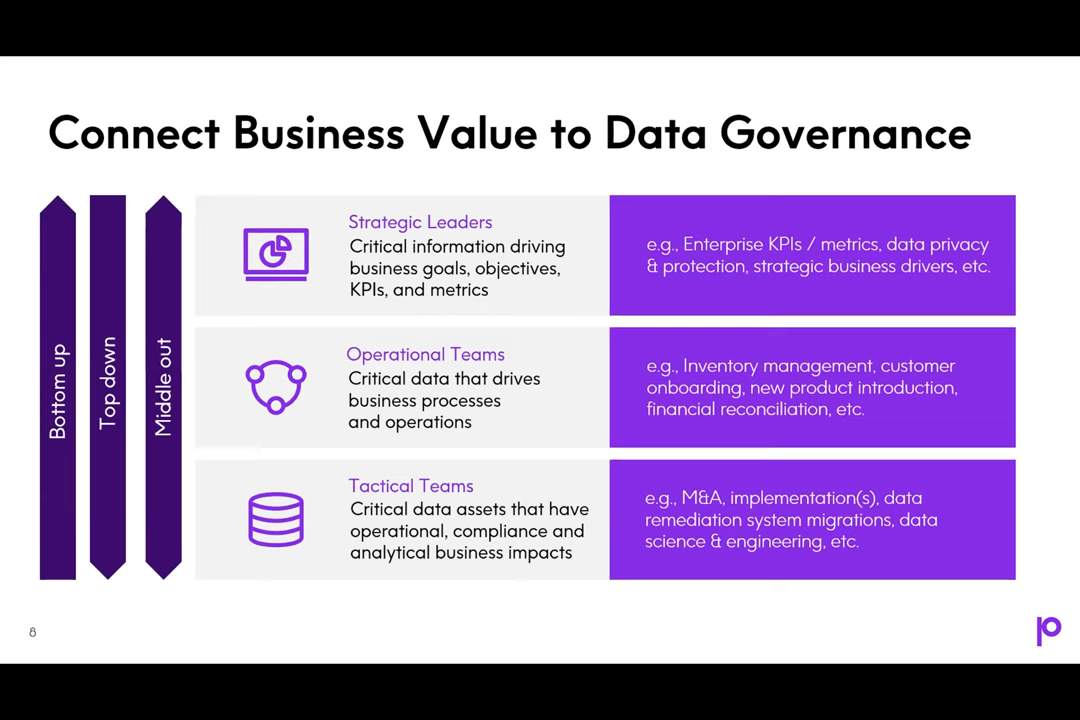 Connect Business Value to Data Governance
Bottom up
Top down
Middle out
Strategic Leaders
Critical information driving
business goals, objectives,
KPIs, and metrics
e.g., Enterprise KPIs / metrics, data privacy
& protection, strategic business drivers, etc.
Operational Teams
Critical data that drives
business processes
and operations
e.g., Inventory management, customer
onboarding, new product introduction,
financial reconciliation, etc.
Tactical Teams
Critical data assets that have
operational, compliance and
analytical business impacts
e.g., M&A, implementation(s), data
remediation system migrations, data
science & engineering, etc.
8
p